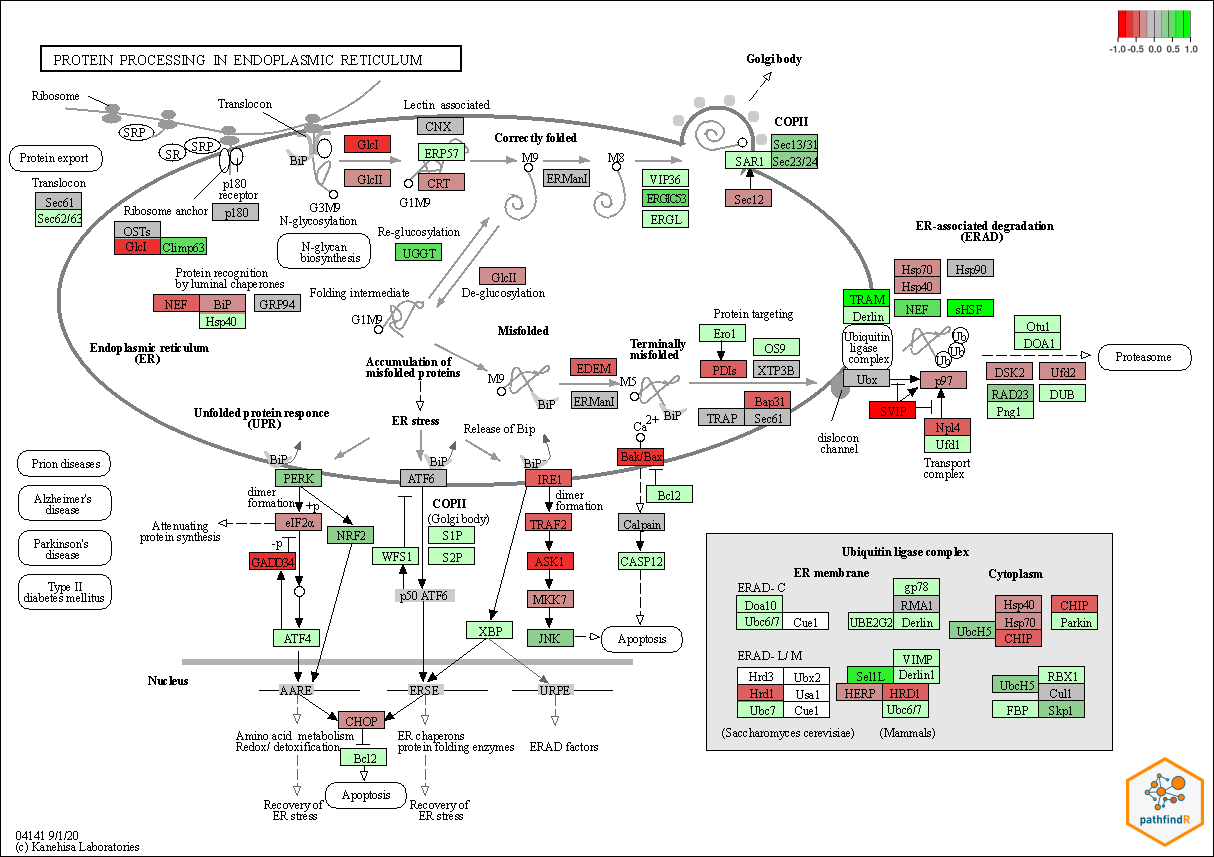 PROTEIN PROCESSING IN ENDOPLASMIC RETICULUM
-1.0 -0.5 0.0 0.5 1.0
Golgi body
Ribosome
Translocon
Lectin associated
CNX
COPII
SRP
SRP
SR
BiP
GlcI
ERP57
Correctly folded
Sec13/31
Sec23/24
SAR1
Protein export
GlcII
CRT
M9
M8
ERManI
VIP36
ERGIC53
ERGL
Sec12
Translocon
Sec61
Sec62/63
p180
receptor
p180
Ribosome anchor
G3M9
G1M9
N-glycosylation
OSTs
GlcI
Climp63
N-glycan
biosynthesis
Re-glucosylation
UGGT
ER-associated degradation
(ERAD)
Hsp70
Hsp90
Hsp40
Protein recognition
by luminal chaperones
NEF
BiP
GRP94
Hsp40
GlcII
De-glucosylation
Folding intermediate
G1M9
TRAM
Derlin
NEF
sHSF
Protein targeting
Ero1
OS9
PDIs
XTP3B
Ubiquitin
ligase
complex
Ub
Ub
Ub
Otu1
DOA1
Proteasome
Endoplasmic reticulum
(ER)
Misfolded
Terminally
misfolded
Accumulation of
misfolded proteins
M9
BiP
EDEM
ERManI
M5
BiP
Bap31
TRAP
Sec61
Ubx
p97
DSK2
Ufd2
RAD23
DUB
Png1
SVIP
Npl4
Ufd1
Transport
complex
dislocon
channel
Unfolded protein responce
(UPR)
ER stress
Release of Bip
Ca2+
Bak/Bax
Prion diseases
Alzheimer's
disease
Parkinson's
disease
Type II
diabetes mellitus
BiP
PERK
BiP
ATF6
BiP
IRE1
dimer
formation
+p
eIF2α
Attenuating
protein synthesis
-p
GADD34
NRF2
COPII
(Golgi body)
S1P
S2P
WFS1
p50 ATF6
dimer
formation
TRAF2
ASK1
MKK7
JNK
Bcl2
Calpain
CASP12
Apoptosis
ATF4
XBP
Nucleus
AARE
ERSE
URPE
CHOP
Amino acid metabolism
Redox/ detoxification
ER chaperons
protein folding enzymes
ERAD factors
Bcl2
Apoptosis
Recovery of
ER stress
Recovery of
ER stress
Ubiquitin ligase complex
ER membrane
Cytoplasm
ERAD- C
Doa10
Ubc6/7
Cue1
gp78
RMA1
UBE2G2
Derlin
UbcH5
Hsp40
Hsp70
CHIP
CHIP
Parkin
ERAD- L/ M
Hrd3
Ubx2
Hrd1
Usa1
Ubc7
Cue1
VIMP
Sel1L
Derlin1
HERP
HRD1
Ubc6/7
UbcH5
RBX1
Cul1
FBP
Skp1
(Saccharomyces cerevisiae)
(Mammals)
pathfindR
04141 9/1/20
(c) Kanehisa Laboratories